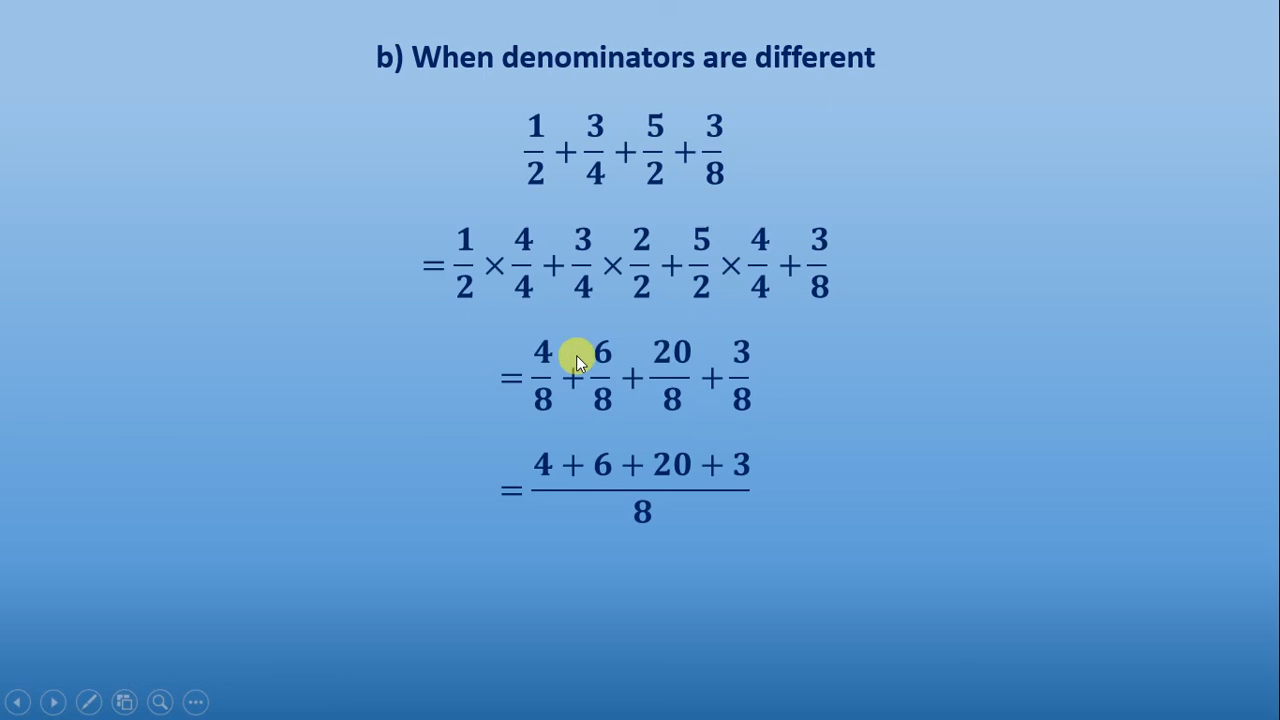 b) When denominators are different
1/2 + 3/4 + 5/2 + 3/8
= 1/2 × 4/4 + 3/4 × 2/2 + 5/2 × 4/4 + 3/8
= 4/8 + 6/8 + 20/8 + 3/8
= (4 + 6 + 20 + 3)/8